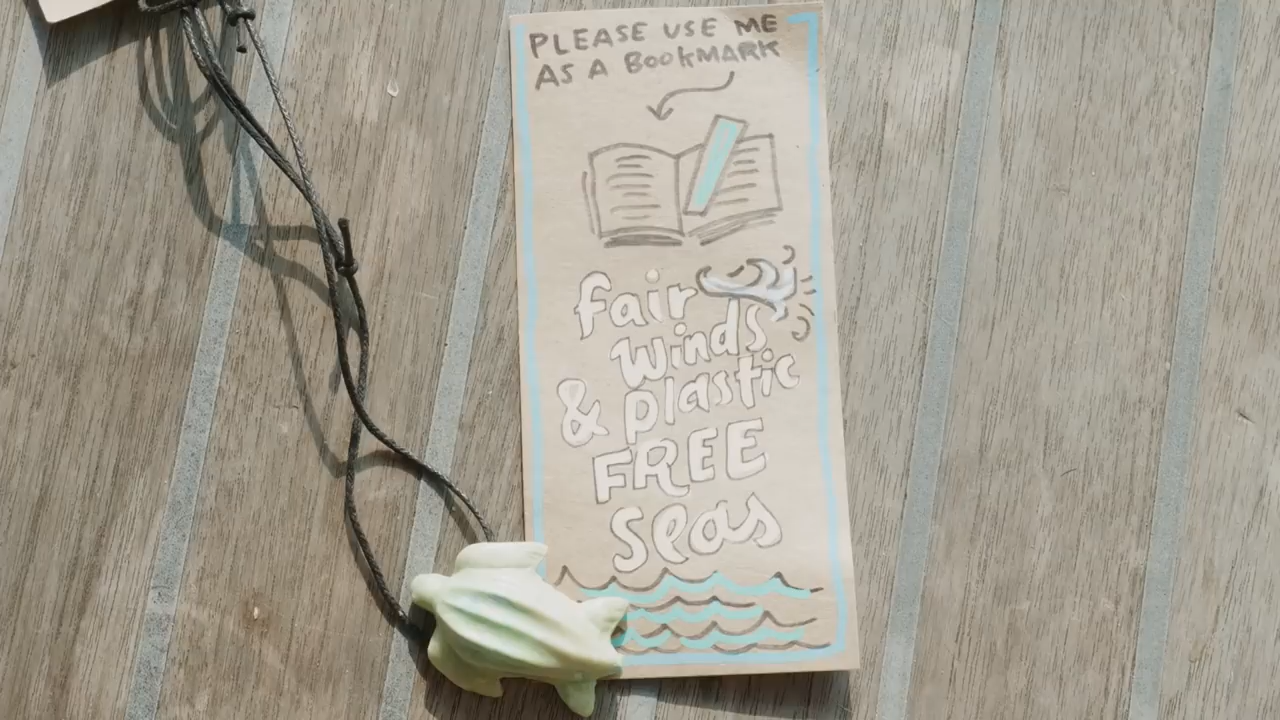 PLEASE USE ME
AS A BOOKMARK
fair
winds
& plastic
FREE
seas